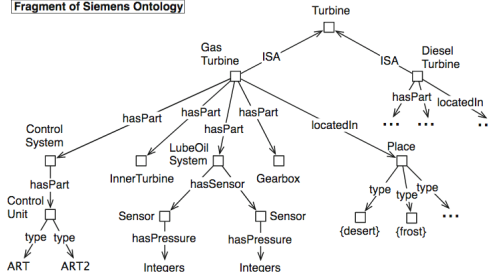 Fragment of Siemens Ontology
Turbine
Gas
Turbine
ISA
ISA
Diesel
Turbine
hasPart
hasPart
hasPart
hasPart
locatedIn
hasPart
locatedIn
... ... ..
Control
System
InnerTurbine
LubeOil
System
Gearbox
Place
hasPart
hasSensor
type type type
Control
Unit
Sensor
Sensor
{desert}
{frost}
...
type type
hasPressure
hasPressure
ART
ART2
Integers
Integers